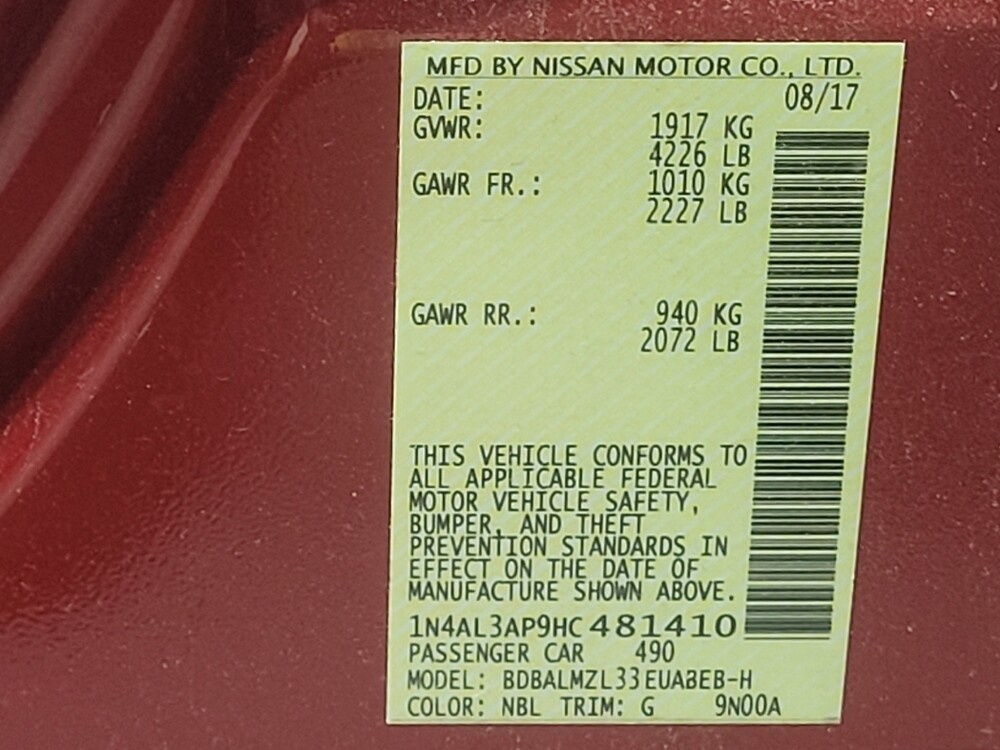 MFD BY NISSAN MOTOR CO., LTD.
DATE: 08/17
GVWR: 1917 KG
4226 LB
GAWR FR.: 1010 KG
2227 LB
GAWR RR.: 940 KG
2072 LB
THIS VEHICLE CONFORMS TO
ALL APPLICABLE FEDERAL
MOTOR VEHICLE SAFETY,
BUMPER, AND THEFT
PREVENTION STANDARDS IN
EFFECT ON THE DATE OF
MANUFACTURE SHOWN ABOVE.
1N4AL3AP9HC481410
PASSENGER CAR 490
MODEL: BDBALMZL33EUABEB-H
COLOR: NBL TRIM: G 9N00A